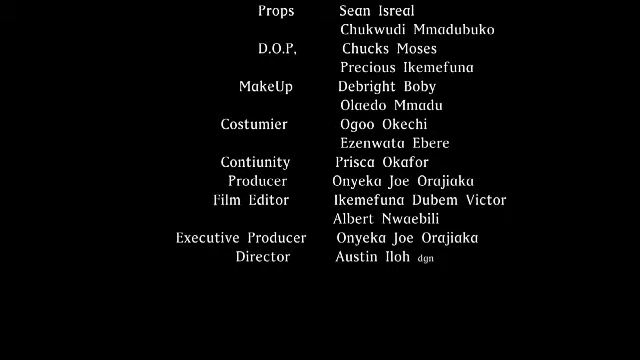 Props Sean Isreal
Chukwudi Mmadubuko
D.O.P, Chucks Moses
Precious Ikemefuna
MakeUp Debright Boby
Olaedo Mmadu
Costumier Ogoo Okechi
Ezenwata Ebere
Contiunity Prisca Okafor
Producer Onyeka Joe Orajiaka
Film Editor Ikemefuna Dubem Victor
Albert Nwaebili
Executive Producer Onyeka Joe Orajiaka
Director Austin Iloh dgn